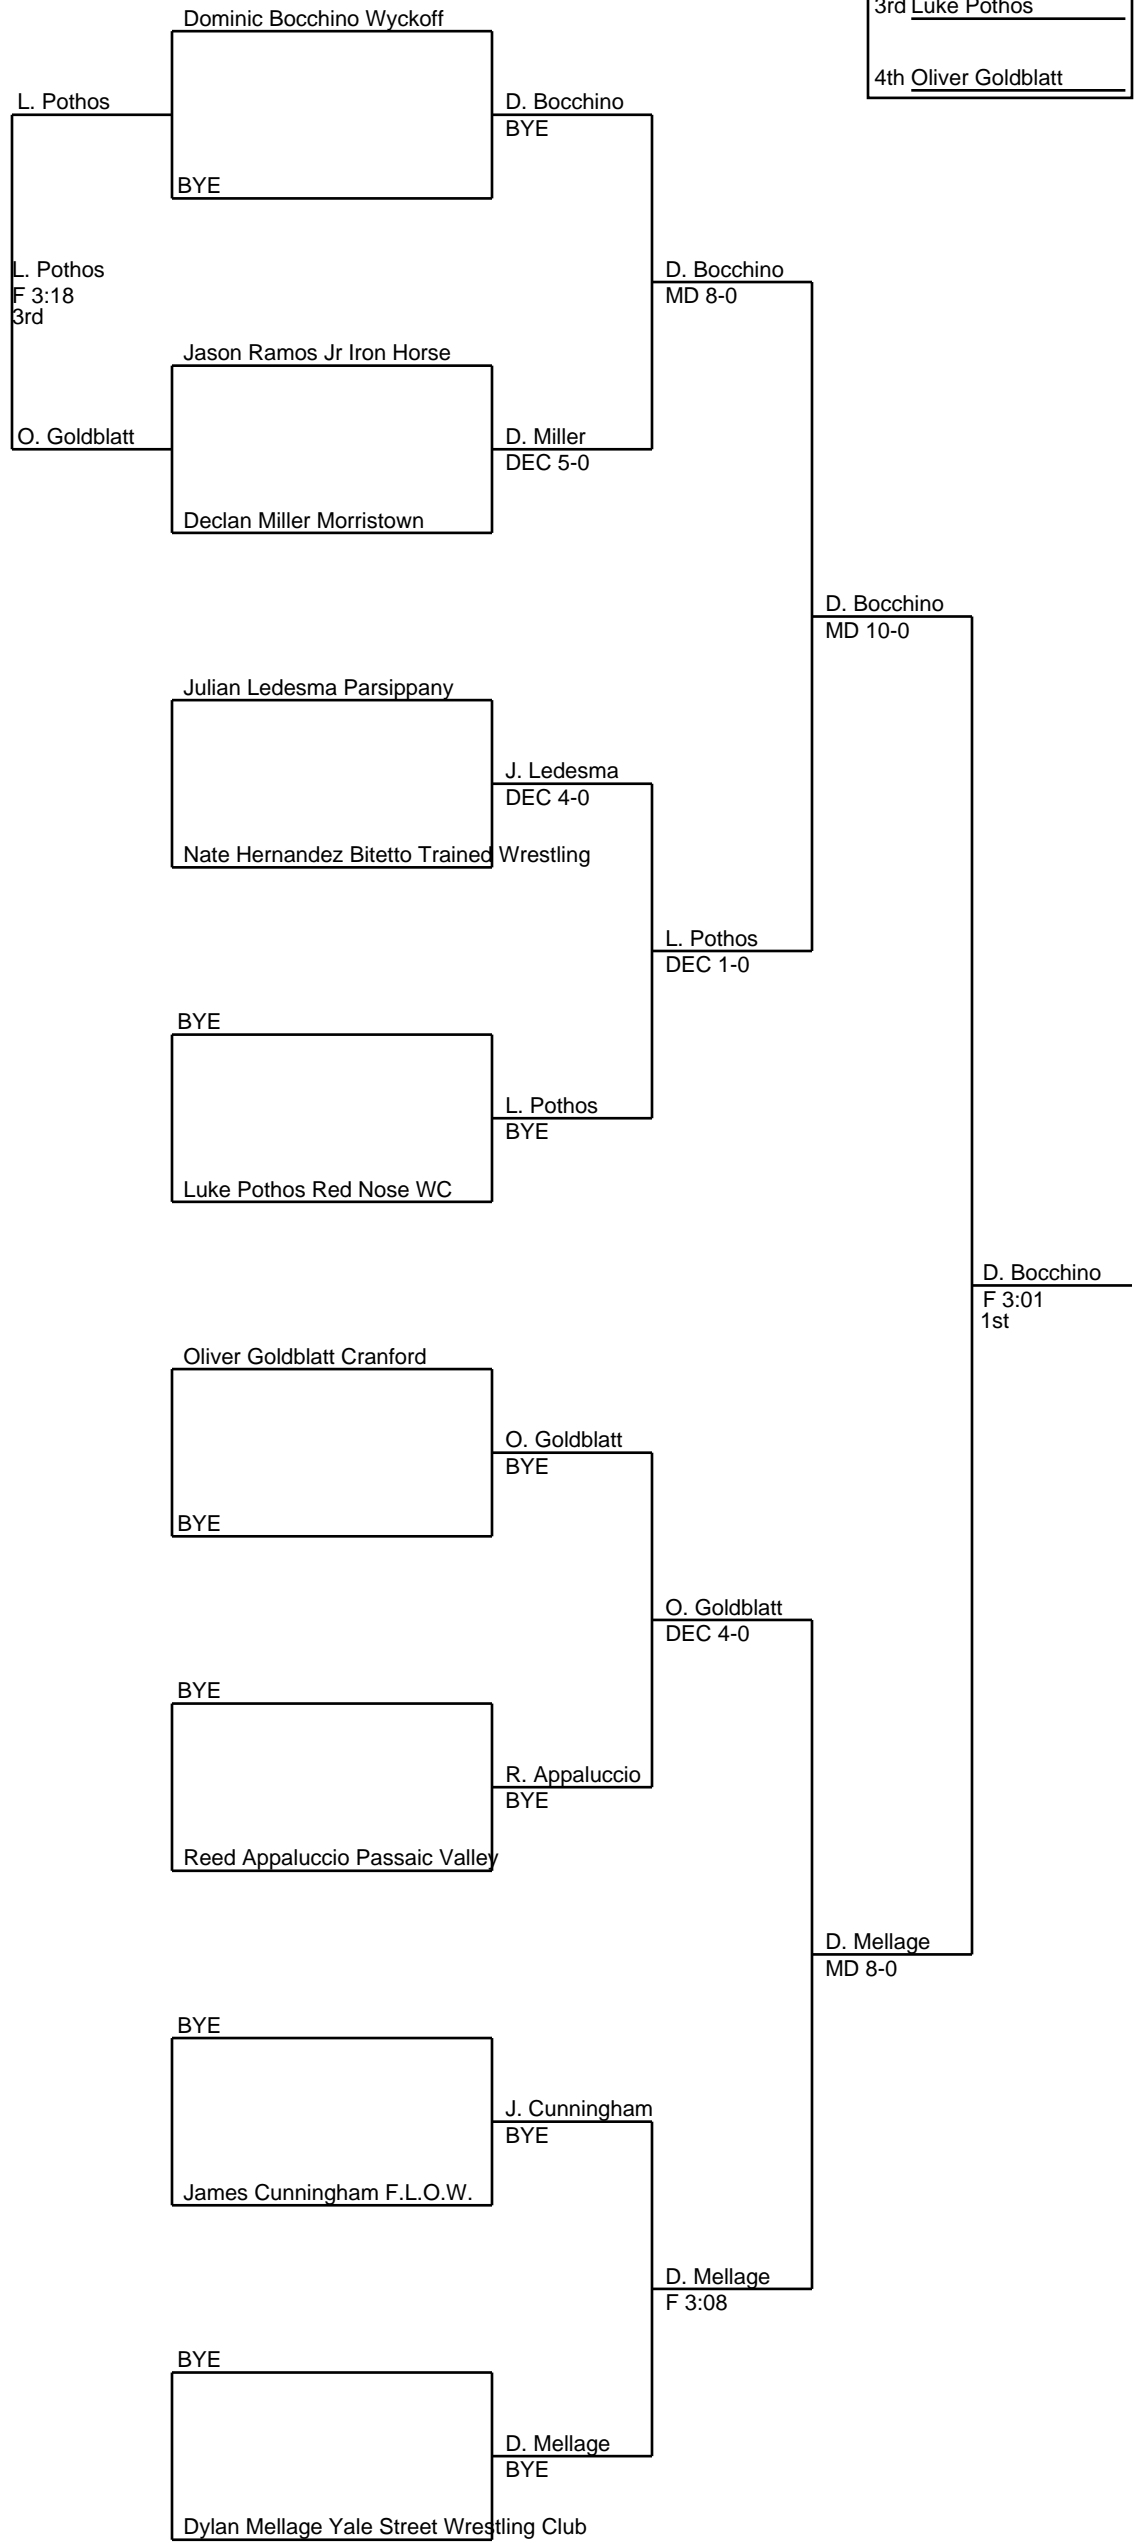 Dominic Bocchino Wyckoff
3rd Luke Pothos
4th Oliver Goldblatt
L. Pothos
D. Bocchino
BYE
BYE
L. Pothos
F 3:18
3rd
D. Bocchino
MD 8-0
Jason Ramos Jr Iron Horse
O. Goldblatt
D. Miller
DEC 5-0
Declan Miller Morristown
D. Bocchino
MD 10-0
Julian Ledesma Parsippany
J. Ledesma
DEC 4-0
Nate Hernandez Bitetto Trained Wrestling
L. Pothos
DEC 1-0
BYE
L. Pothos
BYE
Luke Pothos Red Nose WC
D. Bocchino
F 3:01
1st
Oliver Goldblatt Cranford
O. Goldblatt
BYE
BYE
O. Goldblatt
DEC 4-0
BYE
R. Appaluccio
BYE
Reed Appaluccio Passaic Valley
D. Mellage
MD 8-0
BYE
J. Cunningham
BYE
James Cunningham F.L.O.W.
D. Mellage
F 3:08
BYE
D. Mellage
BYE
Dylan Mellage Yale Street Wrestling Club